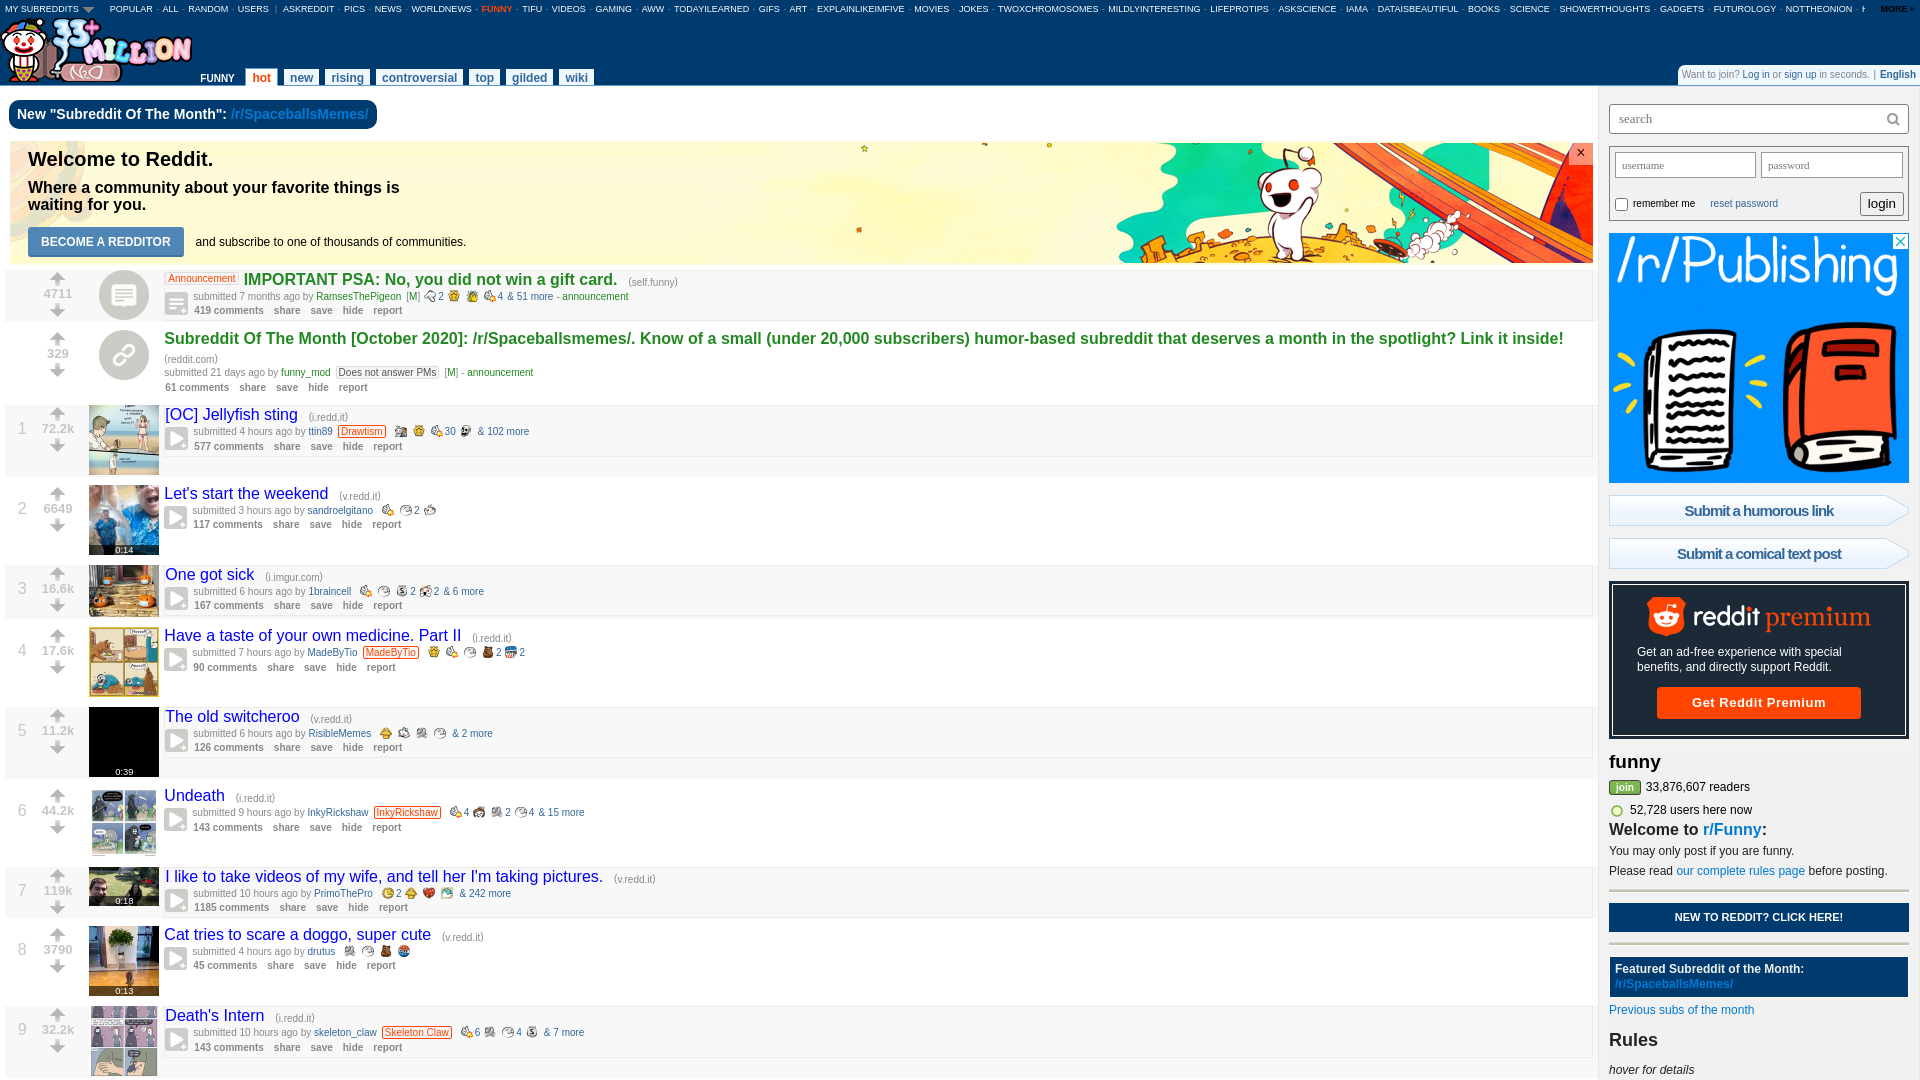 MY SUBREDDITS
POPULAR - ALL - RANDOM - USERS | ASKREDDIT - PICS - NEWS - WORLDNEWS - FUNNY - TIFU - VIDEOS - GAMING - AWW - TODAYILEARNED - GIFS - ART - EXPLAINLIKEIMFIVE - MOVIES - JOKES - TWOXCHROMOSOMES - MILDLYINTERESTING - LIFEPROTIPS - ASKSCIENCE - IAMA - DATAISBEAUTIFUL - BOOKS - SCIENCE - SHOWERTHOUGHTS - GADGETS - FUTUROLOGY - NOTTHEONION - MORE »
33+ MILLION
FUNNY hot new rising controversial top gilded wiki
Want to join? Log in or sign up in seconds. | English
New "Subreddit Of The Month": /r/SpaceballsMemes/
Welcome to Reddit.
Where a community about your favorite things is
waiting for you.
BECOME A REDDITOR and subscribe to one of thousands of communities.
×
4711
Announcement IMPORTANT PSA: No, you did not win a gift card. (self.funny)
submitted 7 months ago by RamsesThePigeon [M] 2 4 & 51 more - announcement
419 comments share save hide report
329
Subreddit Of The Month [October 2020]: /r/Spaceballsmemes/. Know of a small (under 20,000 subscribers) humor-based subreddit that deserves a month in the spotlight? Link it inside!
(reddit.com)
submitted 21 days ago by funny_mod Does not answer PMs [M] - announcement
61 comments share save hide report
1 72.2k
[OC] Jellyfish sting (i.redd.it)
submitted 4 hours ago by ttin89 Drawtism 30 & 102 more
577 comments share save hide report
2 6649
0:14
Let's start the weekend (v.redd.it)
submitted 3 hours ago by sandroelgitano 2
117 comments share save hide report
3 16.6k
One got sick (i.imgur.com)
submitted 6 hours ago by 1braincell 2 2 & 6 more
167 comments share save hide report
4 17.6k
Have a taste of your own medicine. Part II (i.redd.it)
submitted 7 hours ago by MadeByTio MadeByTio 2 2
90 comments share save hide report
5 11.2k
0:39
The old switcheroo (v.redd.it)
submitted 6 hours ago by RisibleMemes & 2 more
126 comments share save hide report
6 44.2k
Undeath (i.redd.it)
submitted 9 hours ago by InkyRickshaw InkyRickshaw 4 2 4 & 15 more
143 comments share save hide report
7 119k
0:18
I like to take videos of my wife, and tell her I'm taking pictures. (v.redd.it)
submitted 10 hours ago by PrimoThePro 2 & 242 more
1185 comments share save hide report
8 3790
0:13
Cat tries to scare a doggo, super cute (v.redd.it)
submitted 4 hours ago by drutus
45 comments share save hide report
9 32.2k
Death's Intern (i.redd.it)
submitted 10 hours ago by skeleton_claw Skeleton Claw 6 4 & 7 more
143 comments share save hide report
search
username password
remember me reset password login
/r/Publishing
Submit a humorous link
Submit a comical text post
reddit premium
Get an ad-free experience with special
benefits, and directly support Reddit.
Get Reddit Premium
funny
join 33,876,607 readers
52,728 users here now
Welcome to r/Funny:
You may only post if you are funny.
Please read our complete rules page before posting.
NEW TO REDDIT? CLICK HERE!
Featured Subreddit of the Month:
/r/SpaceballsMemes/
Previous subs of the month
Rules
hover for details